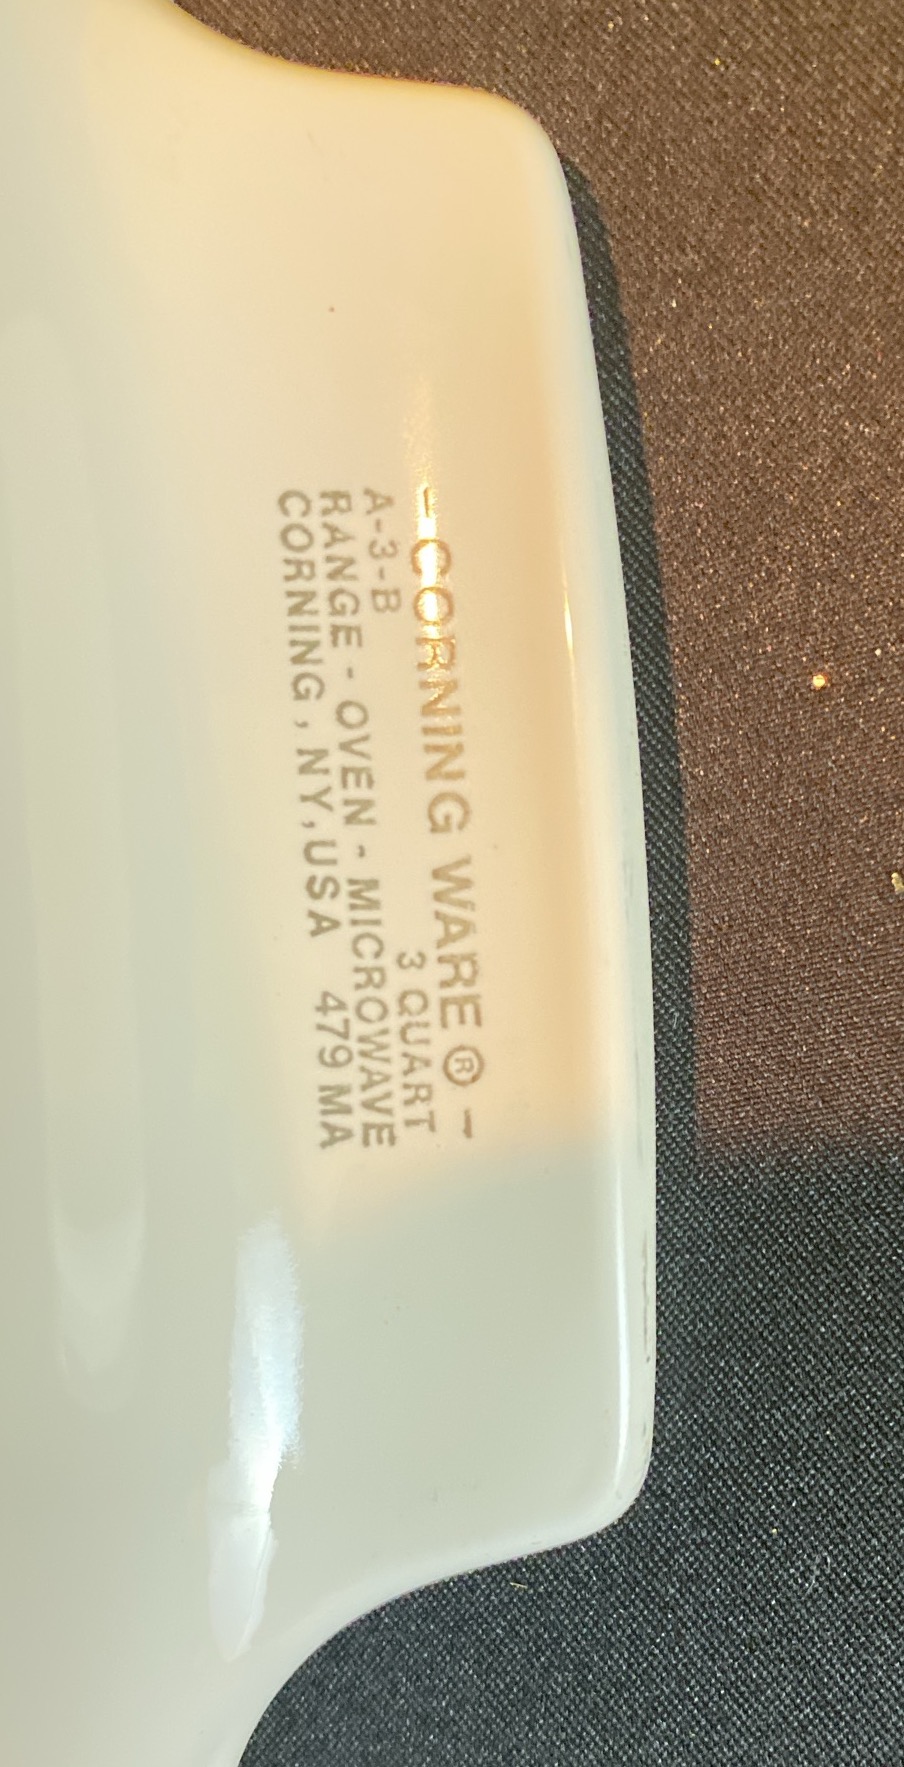 - CORNING WARE ® -
A-3-B 3 QUART
RANGE - OVEN - MICROWAVE
CORNING, NY, USA 479 MA